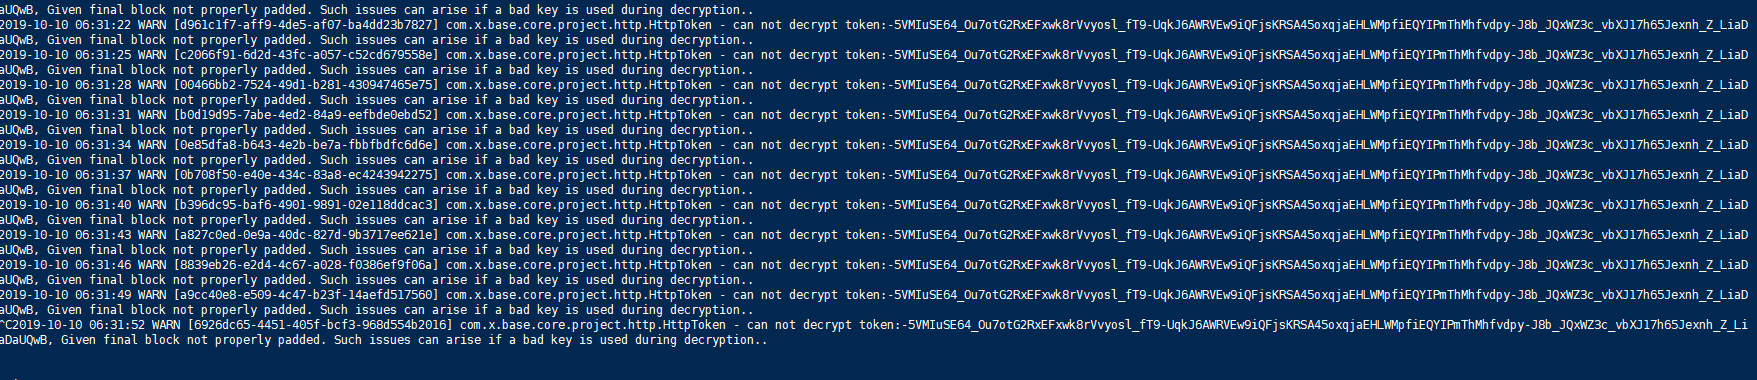 aUQwB, Given final block not properly padded. Such issues can arise if a bad key is used during decryption..
2019-10-10 06:31:22 WARN [d961c1f7-aff9-4de5-af07-ba4dd23b7827] com.x.base.core.project.http.HttpToken - can not decrypt token:-5VMIuSE64_Ou7otG2RxEFxwk8rVvyosl_fT9-UqkJ6AWRVEw9iQFjsKRSA45oxqjaEHLWMpfiEQYIPmThMhfvdpy-J8b_JQxWZ3c_vbXJ17h65Jexnh_Z_LiaD
aUQwB, Given final block not properly padded. Such issues can arise if a bad key is used during decryption..
2019-10-10 06:31:25 WARN [c2066f91-6d2d-43fc-a057-c52cd679558e] com.x.base.core.project.http.HttpToken - can not decrypt token:-5VMIuSE64_Ou7otG2RxEFxwk8rVvyosl_fT9-UqkJ6AWRVEw9iQFjsKRSA45oxqjaEHLWMpfiEQYIPmThMhfvdpy-J8b_JQxWZ3c_vbXJ17h65Jexnh_Z_LiaD
aUQwB, Given final block not properly padded. Such issues can arise if a bad key is used during decryption..
2019-10-10 06:31:28 WARN [00466bb2-7524-49d1-b281-430947465e75] com.x.base.core.project.http.HttpToken - can not decrypt token:-5VMIuSE64_Ou7otG2RxEFxwk8rVvyosl_fT9-UqkJ6AWRVEw9iQFjsKRSA45oxqjaEHLWMpfiEQYIPmThMhfvdpy-J8b_JQxWZ3c_vbXJ17h65Jexnh_Z_LiaD
aUQwB, Given final block not properly padded. Such issues can arise if a bad key is used during decryption..
2019-10-10 06:31:31 WARN [b0d19d95-7abe-4ed2-84a9-eefbde0ebd52] com.x.base.core.project.http.HttpToken - can not decrypt token:-5VMIuSE64_Ou7otG2RxEFxwk8rVvyosl_fT9-UqkJ6AWRVEw9iQFjsKRSA45oxqjaEHLWMpfiEQYIPmThMhfvdpy-J8b_JQxWZ3c_vbXJ17h65Jexnh_Z_LiaD
aUQwB, Given final block not properly padded. Such issues can arise if a bad key is used during decryption..
2019-10-10 06:31:34 WARN [0e85dfa8-b643-4e2b-be7a-fbbfbdfc6d6e] com.x.base.core.project.http.HttpToken - can not decrypt token:-5VMIuSE64_Ou7otG2RxEFxwk8rVvyosl_fT9-UqkJ6AWRVEw9iQFjsKRSA45oxqjaEHLWMpfiEQYIPmThMhfvdpy-J8b_JQxWZ3c_vbXJ17h65Jexnh_Z_LiaD
aUQwB, Given final block not properly padded. Such issues can arise if a bad key is used during decryption..
2019-10-10 06:31:37 WARN [0b708f50-e40e-434c-83a8-ec4243942275] com.x.base.core.project.http.HttpToken - can not decrypt token:-5VMIuSE64_Ou7otG2RxEFxwk8rVvyosl_fT9-UqkJ6AWRVEw9iQFjsKRSA45oxqjaEHLWMpfiEQYIPmThMhfvdpy-J8b_JQxWZ3c_vbXJ17h65Jexnh_Z_LiaD
aUQwB, Given final block not properly padded. Such issues can arise if a bad key is used during decryption..
2019-10-10 06:31:40 WARN [b396dc95-baf6-4901-9891-02e118ddcac3] com.x.base.core.project.http.HttpToken - can not decrypt token:-5VMIuSE64_Ou7otG2RxEFxwk8rVvyosl_fT9-UqkJ6AWRVEw9iQFjsKRSA45oxqjaEHLWMpfiEQYIPmThMhfvdpy-J8b_JQxWZ3c_vbXJ17h65Jexnh_Z_LiaD
aUQwB, Given final block not properly padded. Such issues can arise if a bad key is used during decryption..
2019-10-10 06:31:43 WARN [a827c0ed-0e9a-40dc-827d-9b3717ee621e] com.x.base.core.project.http.HttpToken - can not decrypt token:-5VMIuSE64_Ou7otG2RxEFxwk8rVvyosl_fT9-UqkJ6AWRVEw9iQFjsKRSA45oxqjaEHLWMpfiEQYIPmThMhfvdpy-J8b_JQxWZ3c_vbXJ17h65Jexnh_Z_LiaD
aUQwB, Given final block not properly padded. Such issues can arise if a bad key is used during decryption..
2019-10-10 06:31:46 WARN [8839eb26-e2d4-4c67-a028-f0386ef9f06a] com.x.base.core.project.http.HttpToken - can not decrypt token:-5VMIuSE64_Ou7otG2RxEFxwk8rVvyosl_fT9-UqkJ6AWRVEw9iQFjsKRSA45oxqjaEHLWMpfiEQYIPmThMhfvdpy-J8b_JQxWZ3c_vbXJ17h65Jexnh_Z_LiaD
aUQwB, Given final block not properly padded. Such issues can arise if a bad key is used during decryption..
2019-10-10 06:31:49 WARN [a9cc40e8-e509-4c47-b23f-14aefd517560] com.x.base.core.project.http.HttpToken - can not decrypt token:-5VMIuSE64_Ou7otG2RxEFxwk8rVvyosl_fT9-UqkJ6AWRVEw9iQFjsKRSA45oxqjaEHLWMpfiEQYIPmThMhfvdpy-J8b_JQxWZ3c_vbXJ17h65Jexnh_Z_LiaD
aUQwB, Given final block not properly padded. Such issues can arise if a bad key is used during decryption..
^C2019-10-10 06:31:52 WARN [6926dc65-4451-405f-bcf3-968d554b2016] com.x.base.core.project.http.HttpToken - can not decrypt token:-5VMIuSE64_Ou7otG2RxEFxwk8rVvyosl_fT9-UqkJ6AWRVEw9iQFjsKRSA45oxqjaEHLWMpfiEQYIPmThMhfvdpy-J8b_JQxWZ3c_vbXJ17h65Jexnh_Z_Li
aDaUQwB, Given final block not properly padded. Such issues can arise if a bad key is used during decryption..